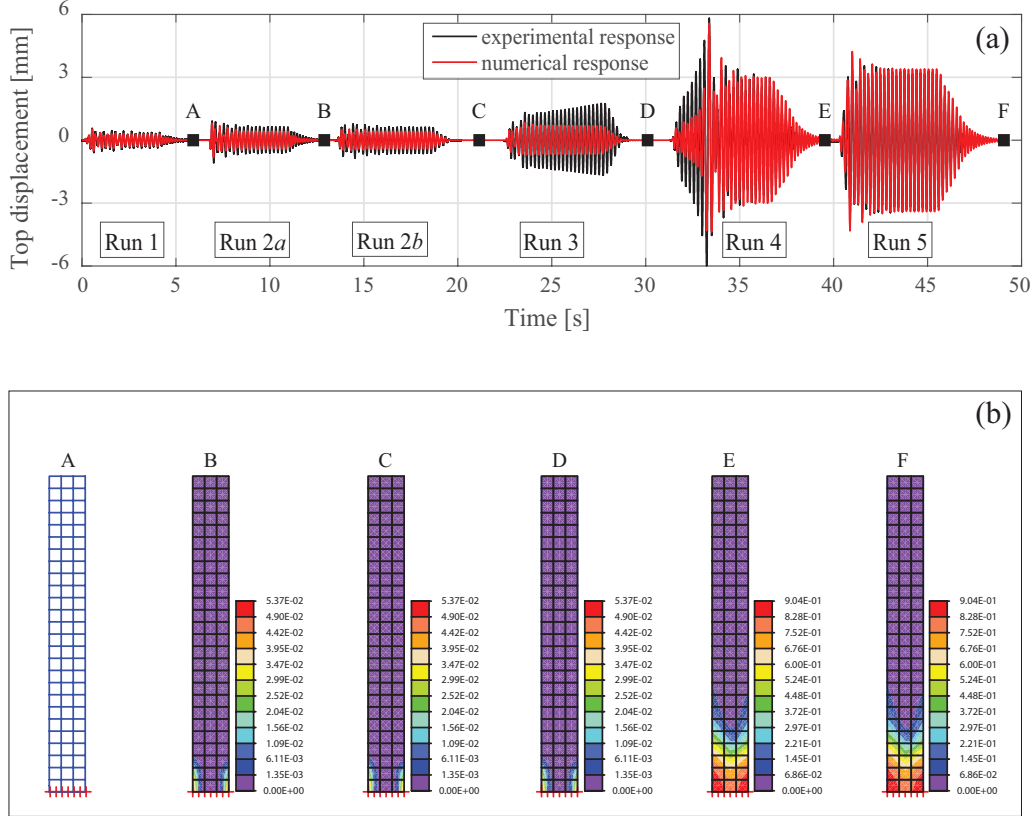 (a)
Top displacement [mm]
6
3
0
-3
-6
experimental response
numerical response
A
B
C
D
E
F
Run 1
Run 2a
Run 2b
Run 3
Run 4
Run 5
0 5 10 15 20 25 30 35 40 45 50
Time [s]
(b)
A
B
5.37E-02
4.90E-02
4.42E-02
3.95E-02
3.47E-02
2.99E-02
2.52E-02
2.04E-02
1.56E-02
1.09E-02
6.11E-03
1.35E-03
0.00E+00
C
5.37E-02
4.90E-02
4.42E-02
3.95E-02
3.47E-02
2.99E-02
2.52E-02
2.04E-02
1.56E-02
1.09E-02
6.11E-03
1.35E-03
0.00E+00
D
5.37E-02
4.90E-02
4.42E-02
3.95E-02
3.47E-02
2.99E-02
2.52E-02
2.04E-02
1.56E-02
1.09E-02
6.11E-03
1.35E-03
0.00E+00
E
9.04E-01
8.28E-01
7.52E-01
6.76E-01
6.00E-01
5.24E-01
4.48E-01
3.72E-01
2.97E-01
2.21E-01
1.45E-01
6.86E-02
0.00E+00
F
9.04E-01
8.28E-01
7.52E-01
6.76E-01
6.00E-01
5.24E-01
4.48E-01
3.72E-01
2.97E-01
2.21E-01
1.45E-01
6.86E-02
0.00E+00